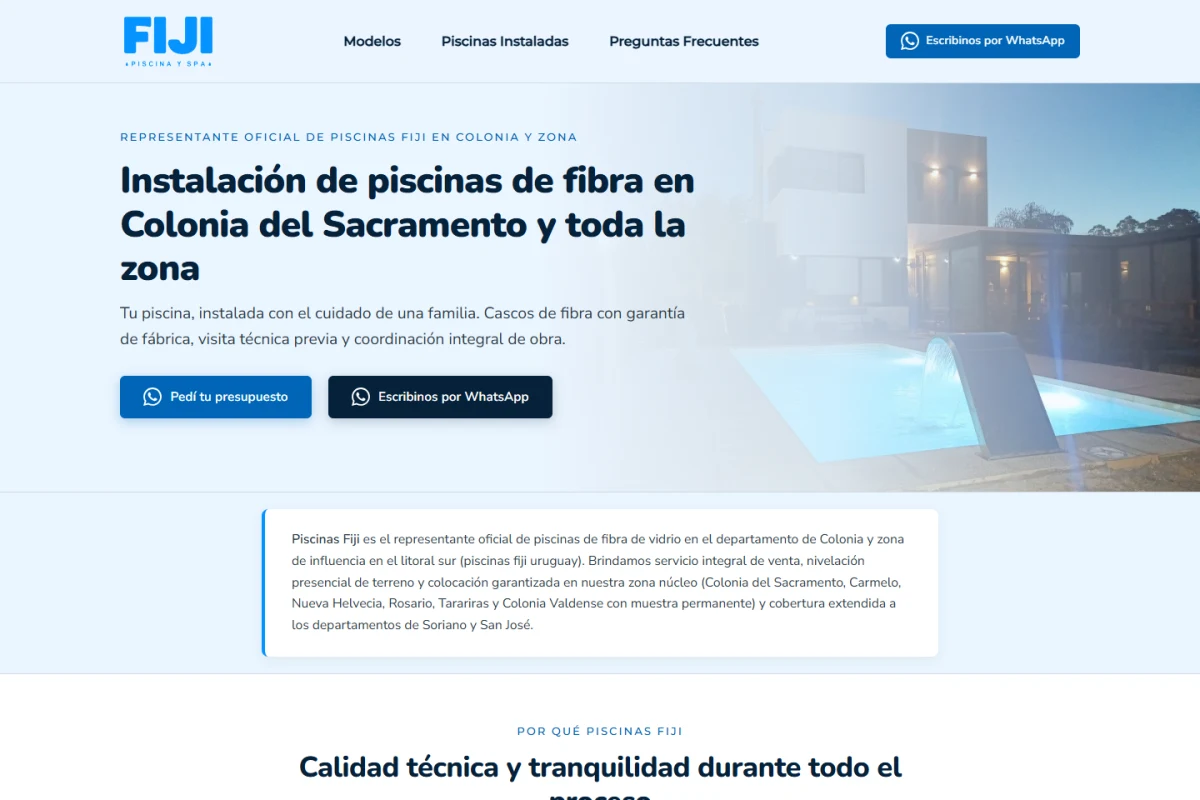 FIJI
PISCINA Y SPA
Modelos
Piscinas Instaladas
Preguntas Frecuentes
Escribinos por WhatsApp
REPRESENTANTE OFICIAL DE PISCINAS FIJI EN COLONIA Y ZONA
Instalación de piscinas de fibra en
Colonia del Sacramento y toda la
zona
Tu piscina, instalada con el cuidado de una familia. Cascos de fibra con garantía
de fábrica, visita técnica previa y coordinación integral de obra.
Pedí tu presupuesto
Escribinos por WhatsApp
Piscinas Fiji es el representante oficial de piscinas de fibra de vidrio en el departamento de Colonia y zona
de influencia en el litoral sur (piscinas fiji uruguay). Brindamos servicio integral de venta, nivelación
presencial de terreno y colocación garantizada en nuestra zona núcleo (Colonia del Sacramento, Carmelo,
Nueva Helvecia, Rosario, Tarariras y Colonia Valdense con muestra permanente) y cobertura extendida a
los departamentos de Soriano y San José.
POR QUÉ PISCINAS FIJI
Calidad técnica y tranquilidad durante todo el
proceso